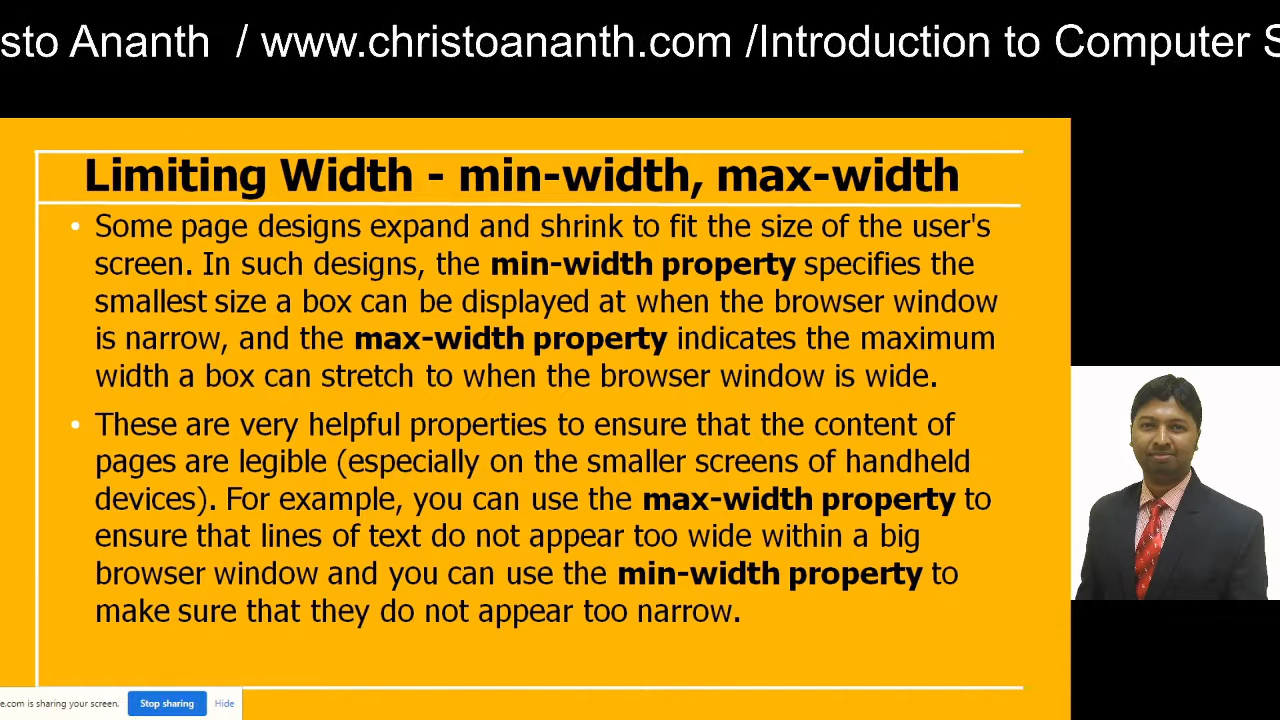 sto Ananth / www.christoananth.com /Introduction to Computer S
Limiting Width - min-width, max-width
• Some page designs expand and shrink to fit the size of the user's
screen. In such designs, the min-width property specifies the
smallest size a box can be displayed at when the browser window
is narrow, and the max-width property indicates the maximum
width a box can stretch to when the browser window is wide.
• These are very helpful properties to ensure that the content of
pages are legible (especially on the smaller screens of handheld
devices). For example, you can use the max-width property to
ensure that lines of text do not appear too wide within a big
browser window and you can use the min-width property to
make sure that they do not appear too narrow.
e.com is sharing your screen. Stop sharing Hide